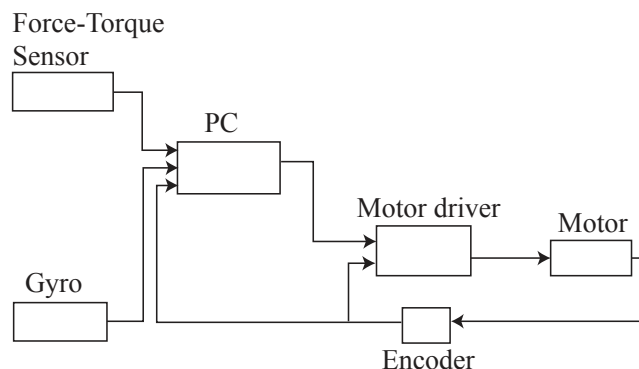 Force-Torque
Sensor
PC
Motor driver
Motor
Gyro
Encoder